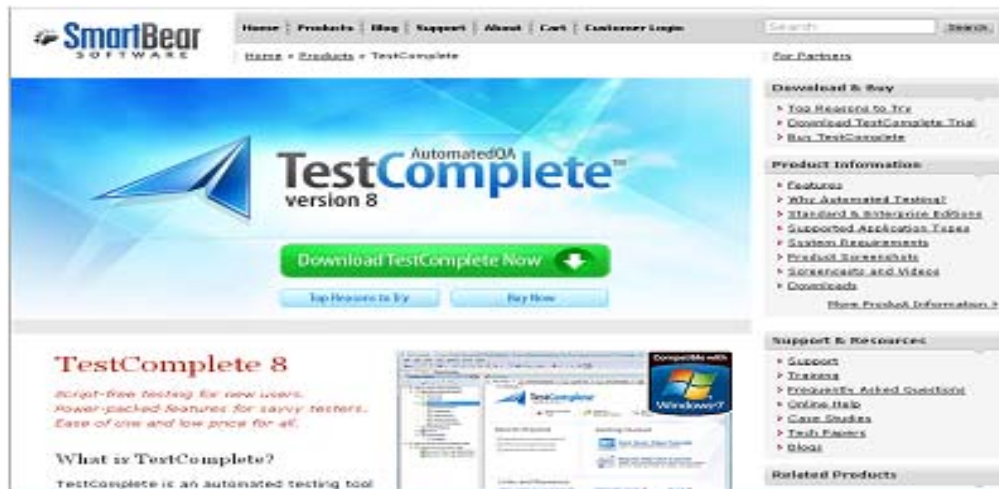 SmartBear
SOFTWARE
Home | Products | Blog | Support | About | Cart | Customer Login
Search
Search
Home » Products » TestComplete
For Partners
AutomatedQA
TestComplete™
version 8
Download TestComplete Now
Top Reasons to Try
Buy Now
Download & Buy
Top Reasons to Try
Download TestComplete Trial
Buy TestComplete
Product Information
Features
Why Automated Testing?
Standard & Enterprise Editions
Supported Application Types
System Requirements
Product Screenshots
Screencasts and Videos
Downloads
More Product Information >
Support & Resources
Support
Training
Frequently Asked Questions
Online Help
Case Studies
Tech Papers
Blogs
Related Products
TestComplete 8
Script-free testing for new users.
Power-packed features for savvy testers.
Ease of use and low price for all.
What is TestComplete?
TestComplete is an automated testing tool
Compatible with
Windows 7
TestComplete